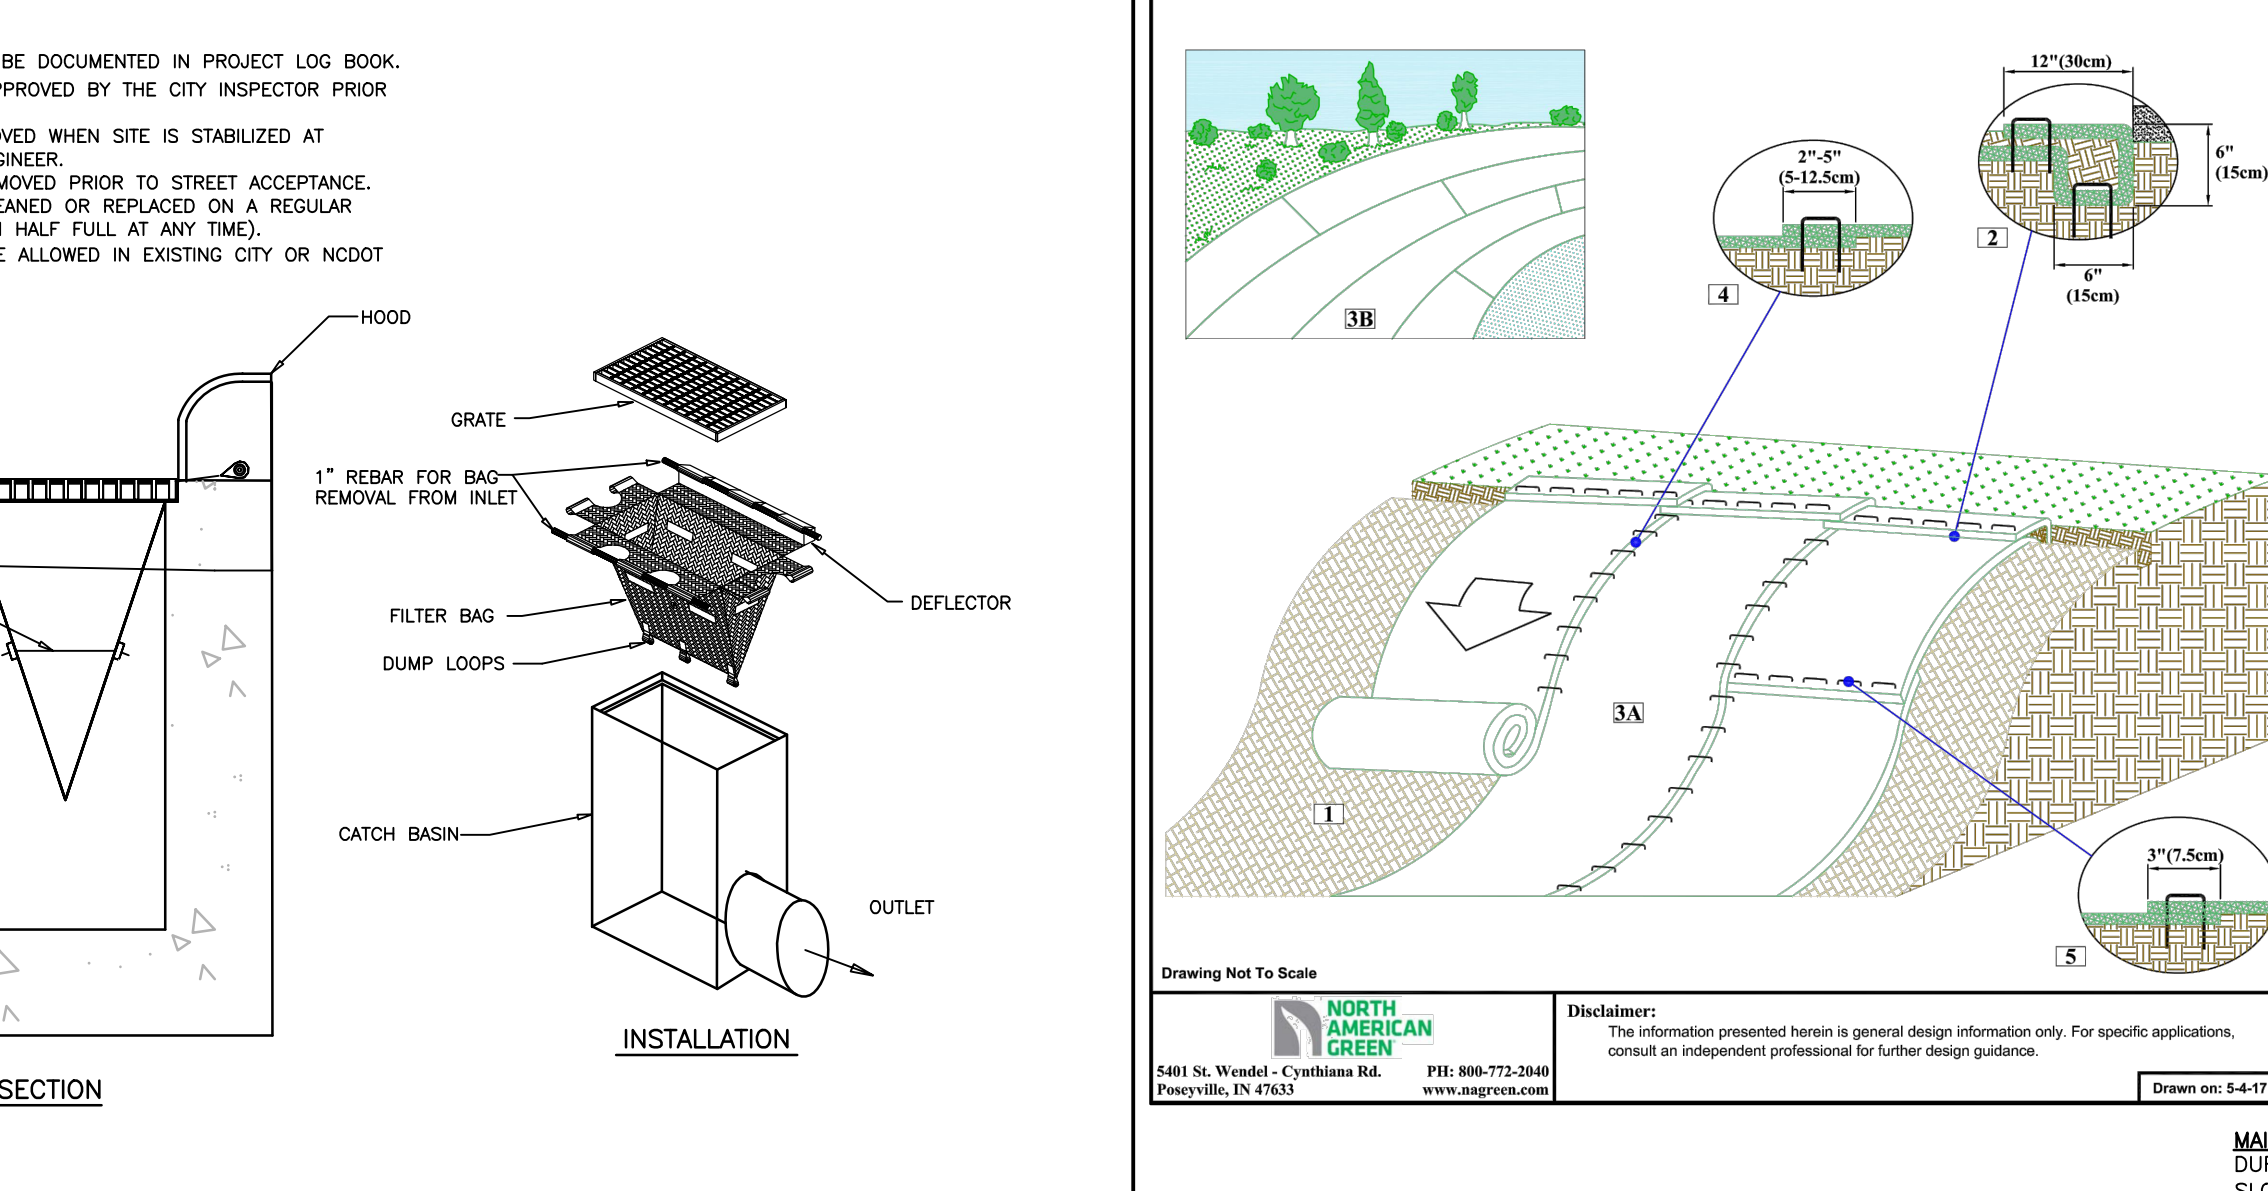 BE DOCUMENTED IN PROJECT LOG BOOK.
PPROVED BY THE CITY INSPECTOR PRIOR
OVED WHEN SITE IS STABILIZED AT
GINEER.
MOVED PRIOR TO STREET ACCEPTANCE.
EANED OR REPLACED ON A REGULAR
HALF FULL AT ANY TIME).
E ALLOWED IN EXISTING CITY OR NCDOT
HOOD
GRATE
1" REBAR FOR BAG
REMOVAL FROM INLET
DEFLECTOR
FILTER BAG
DUMP LOOPS
CATCH BASIN
OUTLET
INSTALLATION
SECTION
3B
2"-5"
(5-12.5cm)
4
12"(30cm)
6"
(15cm)
2
6"
(15cm)
3A
1
3"(7.5cm)
5
Drawing Not To Scale
NORTH
AMERICAN
GREEN
5401 St. Wendel - Cynthiana Rd.
Poseyville, IN 47633
PH: 800-772-2040
www.nagreen.com
Disclaimer:
The information presented herein is general design information only. For specific applications,
consult an independent professional for further design guidance.
Drawn on: 5-4-17
MAI
DUR